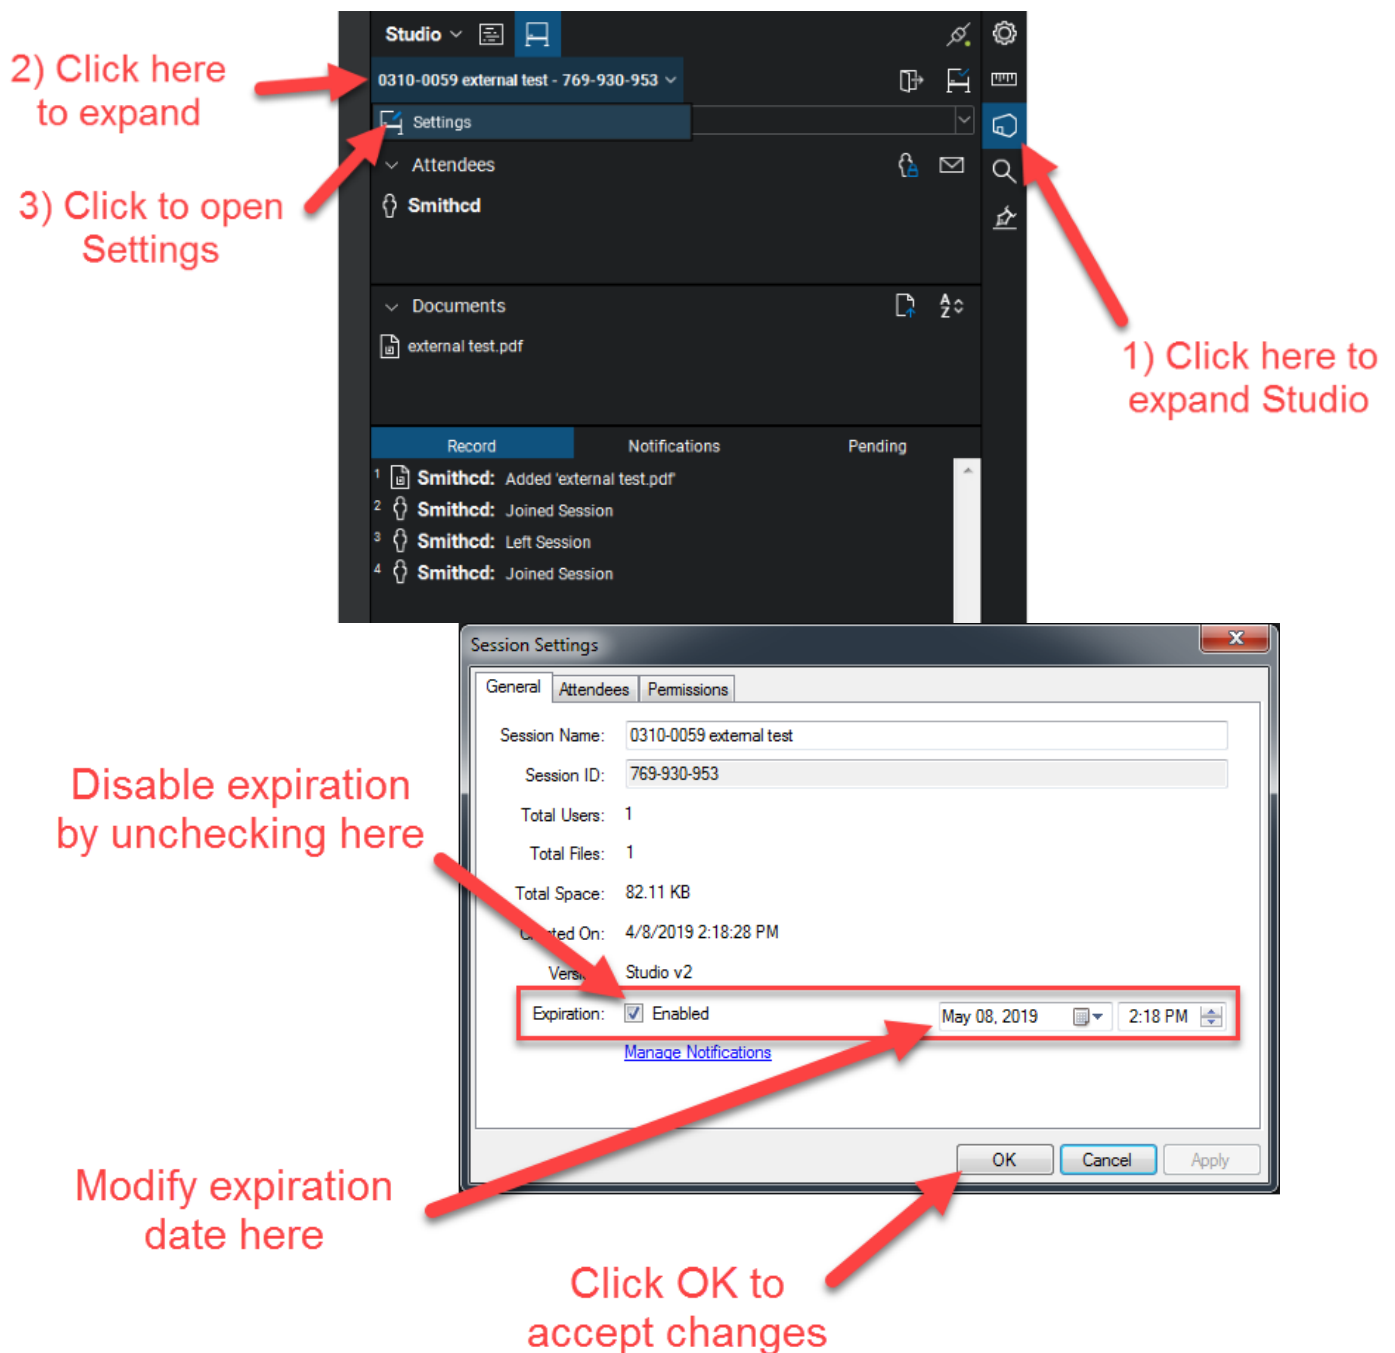 Studio
2) Click here
to expand
0310-0059 external test - 769-930-953
Settings
3) Click to open
Settings
Attendees
Smithcd
Documents
A
Z
external test.pdf
1) Click here to
expand Studio
Record Notifications Pending
1 Smithcd: Added 'external test.pdf'
2 Smithcd: Joined Session
3 Smithcd: Left Session
4 Smithcd: Joined Session
Session Settings
X
General Attendees Permissions
Session Name: 0310-0059 external test
Session ID: 769-930-953
Disable expiration
by unchecking here
Total Users: 1
Total Files: 1
Total Space: 82.11 KB
On: 4/8/2019 2:18:28 PM
Studio v2
Expiration: Enabled May 08, 2019 2:18 PM
Manage Notifications
OK Cancel Apply
Modify expiration
date here
Click OK to
accept changes